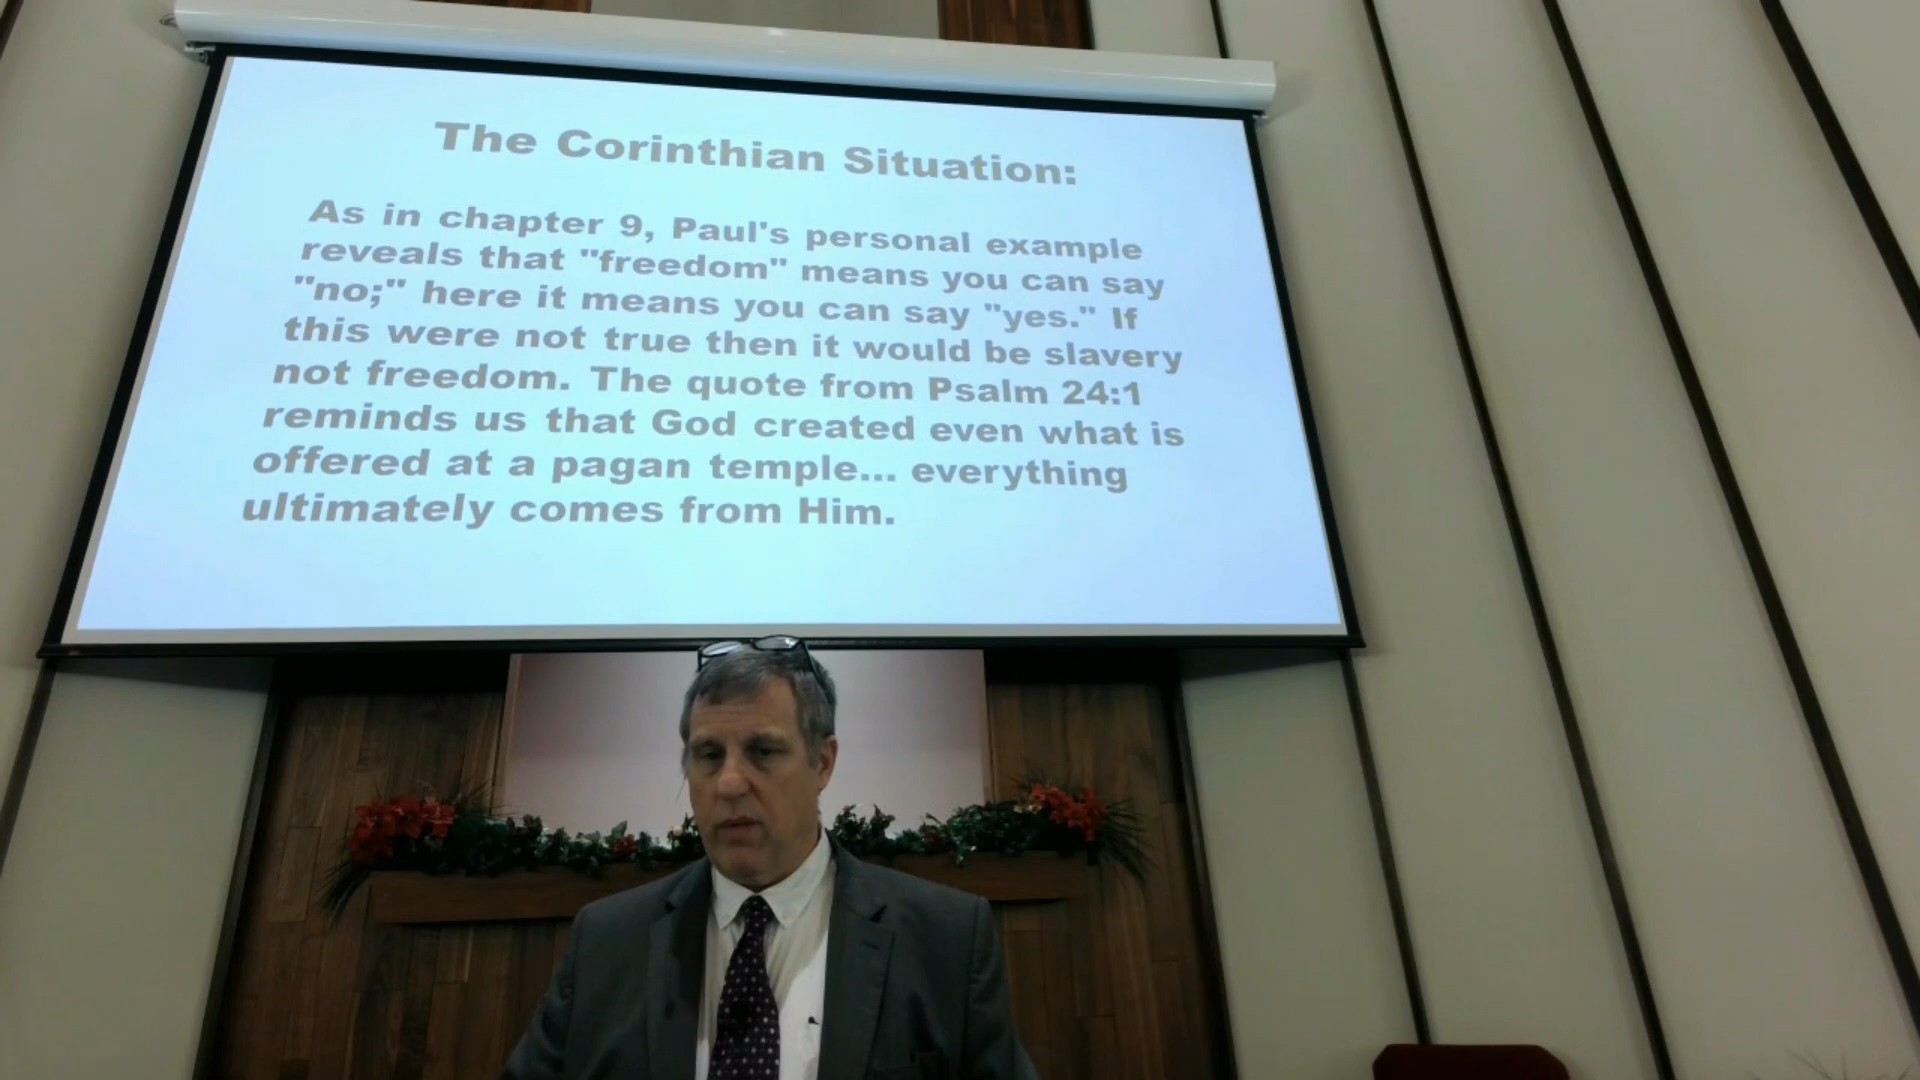 The Corinthian Situation:
As in chapter 9, Paul's personal example
reveals that "freedom" means you can say
"no;" here it means you can say "yes." If
this were not true then it would be slavery
not freedom. The quote from Psalm 24:1
reminds us that God created even what is
offered at a pagan temple... everything
ultimately comes from Him.